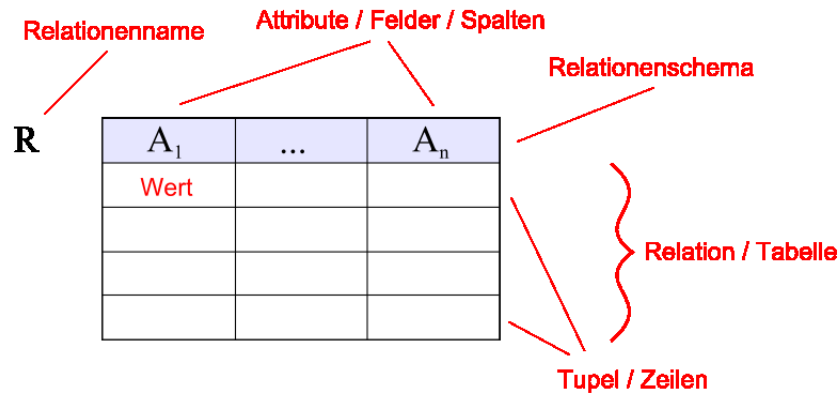 Relationenname
Attribute / Felder / Spalten
Relationenschema
R
A1 ... An
Wert
Relation / Tabelle
Tupel / Zeilen